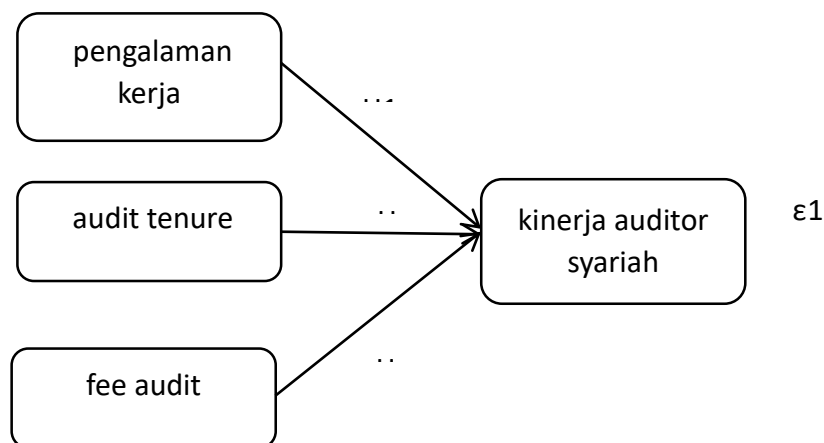 pengalaman
kerja
audit tenure
kinerja auditor
syariah
ε1
fee audit